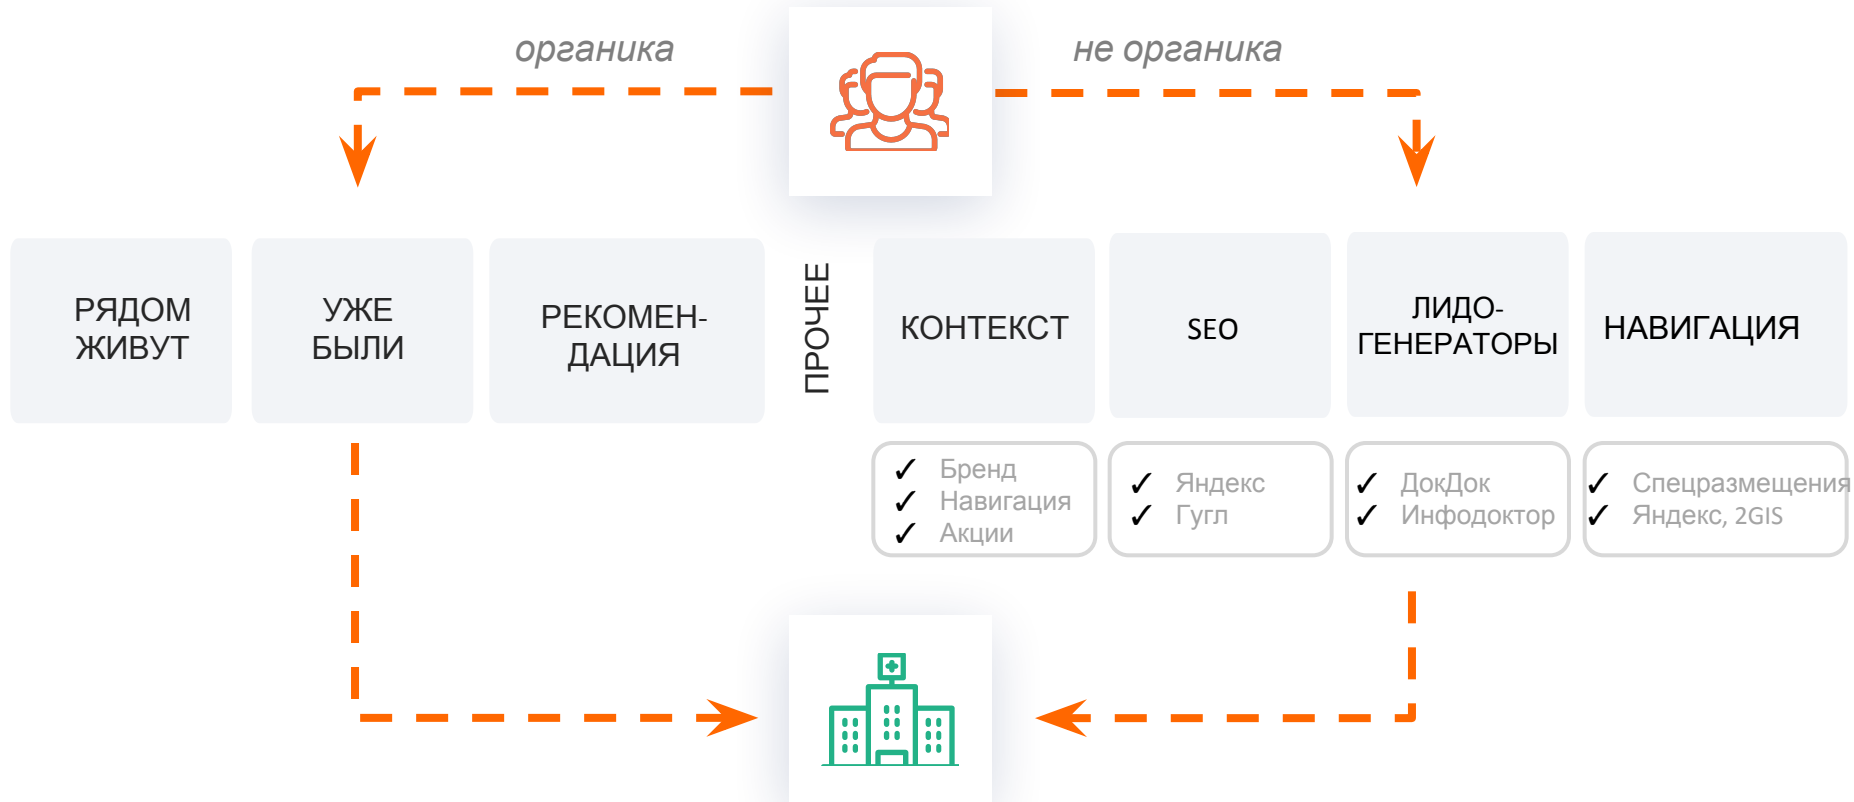 органика
не органика
РЯДОМ
ЖИВУТ
УЖЕ
БЫЛИ
РЕКОМЕН-
ДАЦИЯ
ПРОЧЕЕ
КОНТЕКСТ
SEO
ЛИДО-
ГЕНЕРАТОРЫ
НАВИГАЦИЯ
✓ Бренд
✓ Навигация
✓ Акции
✓ Яндекс
✓ Гугл
✓ ДокДок
✓ Инфодоктор
✓ Спецразмещения
✓ Яндекс, 2GIS